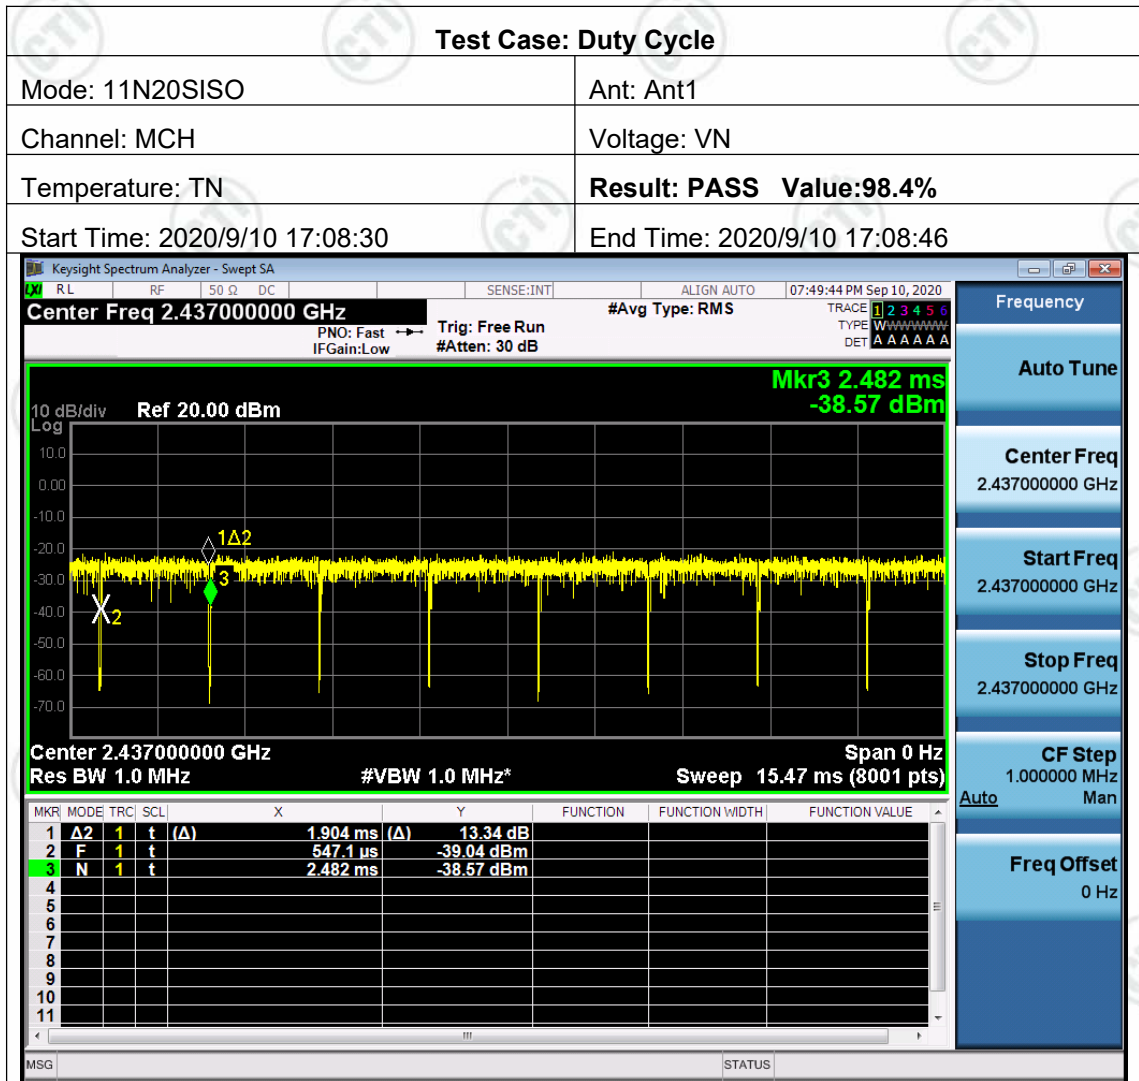 Test Case: Duty Cycle
Mode: 11N20SISO
Ant: Ant1
Channel: MCH
Voltage: VN
Temperature: TN
Result: PASS Value:98.4%
Start Time: 2020/9/10 17:08:30
End Time: 2020/9/10 17:08:46
Keysight Spectrum Analyzer - Swept SA
LXI RL RF 50 Ω DC SENSE:INT ALIGN AUTO 07:49:44 PM Sep 10, 2020
Center Freq 2.437000000 GHz
PNO: Fast
IFGain:Low
Trig: Free Run
#Atten: 30 dB
#Avg Type: RMS
TRACE 1 2 3 4 5 6
TYPE WWWWWW
DET A A A A A A
Frequency
Mkr3 2.482 ms
-38.57 dBm
10 dB/div Ref 20.00 dBm
Log
10.0
0.00
-10.0
-20.0
-30.0
-40.0
-50.0
-60.0
-70.0
1Δ2
3
2
Center 2.437000000 GHz
Span 0 Hz
Res BW 1.0 MHz #VBW 1.0 MHz* Sweep 15.47 ms (8001 pts)
MKR MODE TRC SCL X Y FUNCTION FUNCTION WIDTH FUNCTION VALUE
1 Δ2 1 t (Δ) 1.904 ms (Δ) 13.34 dB
2 F 1 t 547.1 µs -39.04 dBm
3 N 1 t 2.482 ms -38.57 dBm
4
5
6
7
8
9
10
11
MSG STATUS
Auto Tune
Center Freq
2.437000000 GHz
Start Freq
2.437000000 GHz
Stop Freq
2.437000000 GHz
CF Step
1.000000 MHz
Auto Man
Freq Offset
0 Hz
CTI
CTI
CTI
CTI
CTI
CTI